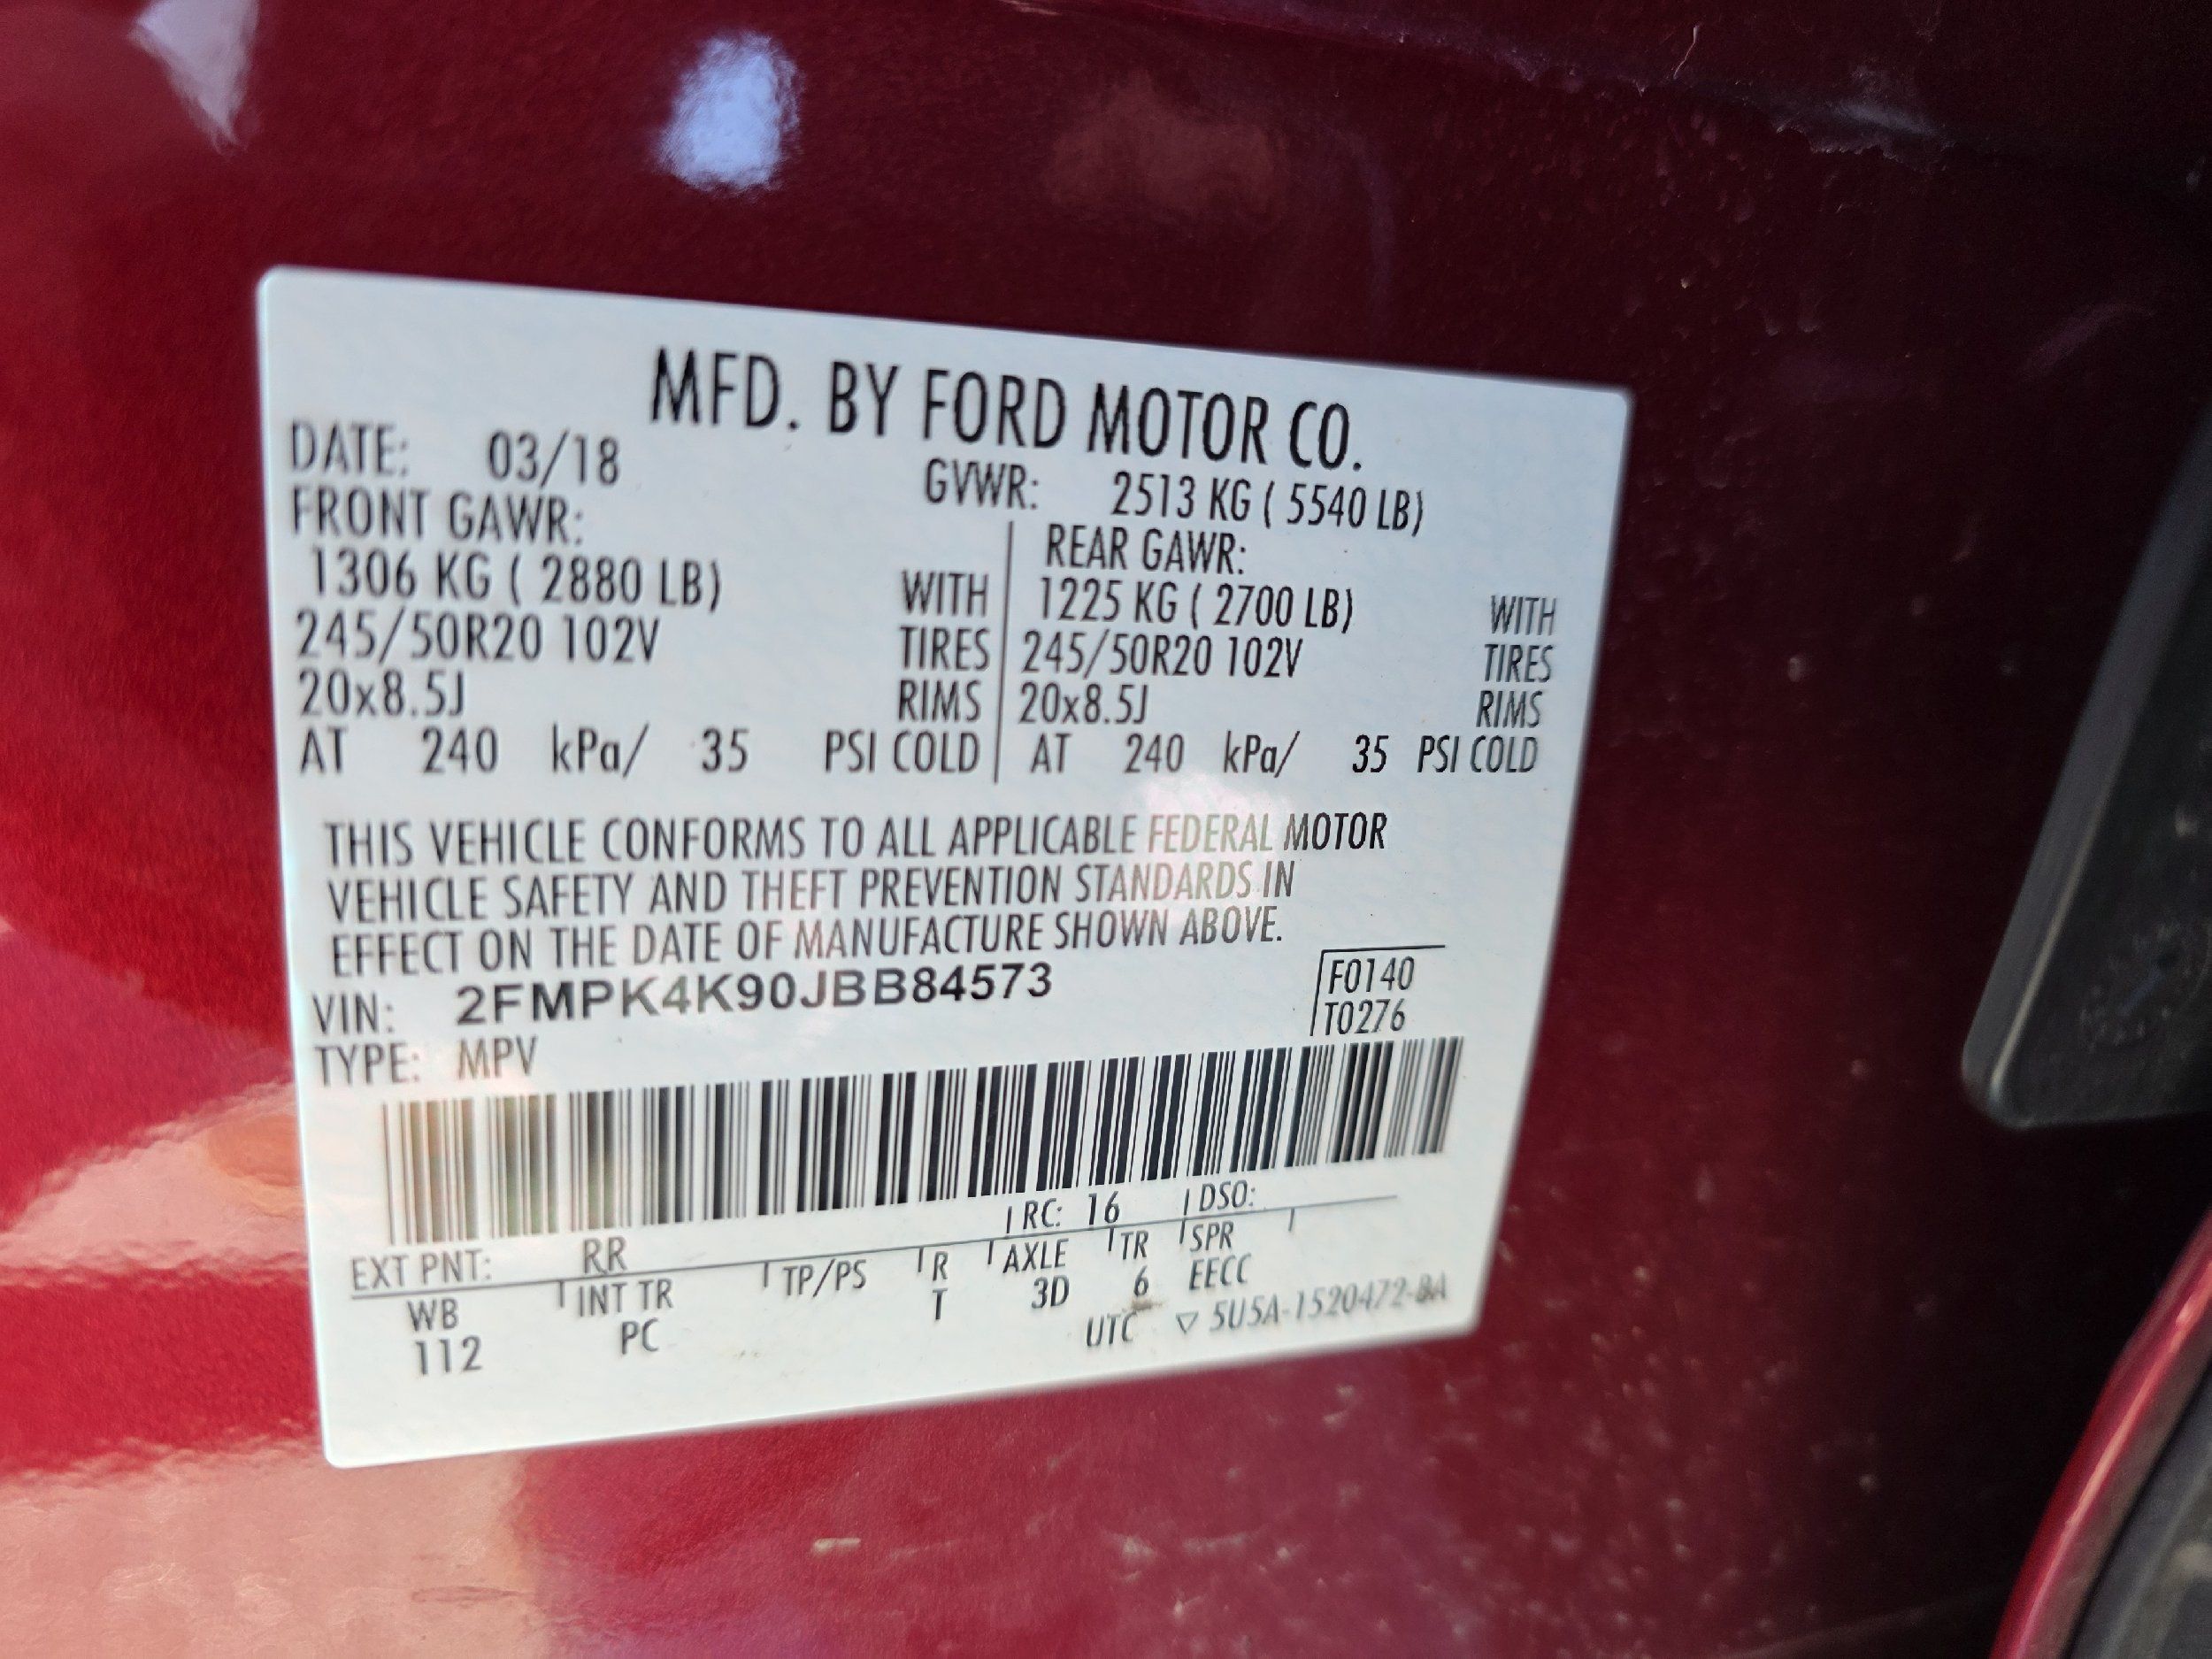 MFD. BY FORD MOTOR CO.
DATE: 03/18 GVWR: 2513 KG ( 5540 LB)
FRONT GAWR: REAR GAWR:
1306 KG ( 2880 LB) WITH 1225 KG ( 2700 LB) WITH
245/50R20 102V TIRES 245/50R20 102V TIRES
20x8.5J RIMS 20x8.5J RIMS
AT 240 kPa/ 35 PSI COLD AT 240 kPa/ 35 PSI COLD
THIS VEHICLE CONFORMS TO ALL APPLICABLE FEDERAL MOTOR
VEHICLE SAFETY AND THEFT PREVENTION STANDARDS IN
EFFECT ON THE DATE OF MANUFACTURE SHOWN ABOVE.
VIN: 2FMPK4K90JBB84573 F0140
TYPE: MPV T0276
EXT PNT: RR RC: 16 DSO:
WB INT TR TP/PS R AXLE TR SPR
112 PC T 3D 6 EECC
UTC ▽ 5U5A-1520472-BA